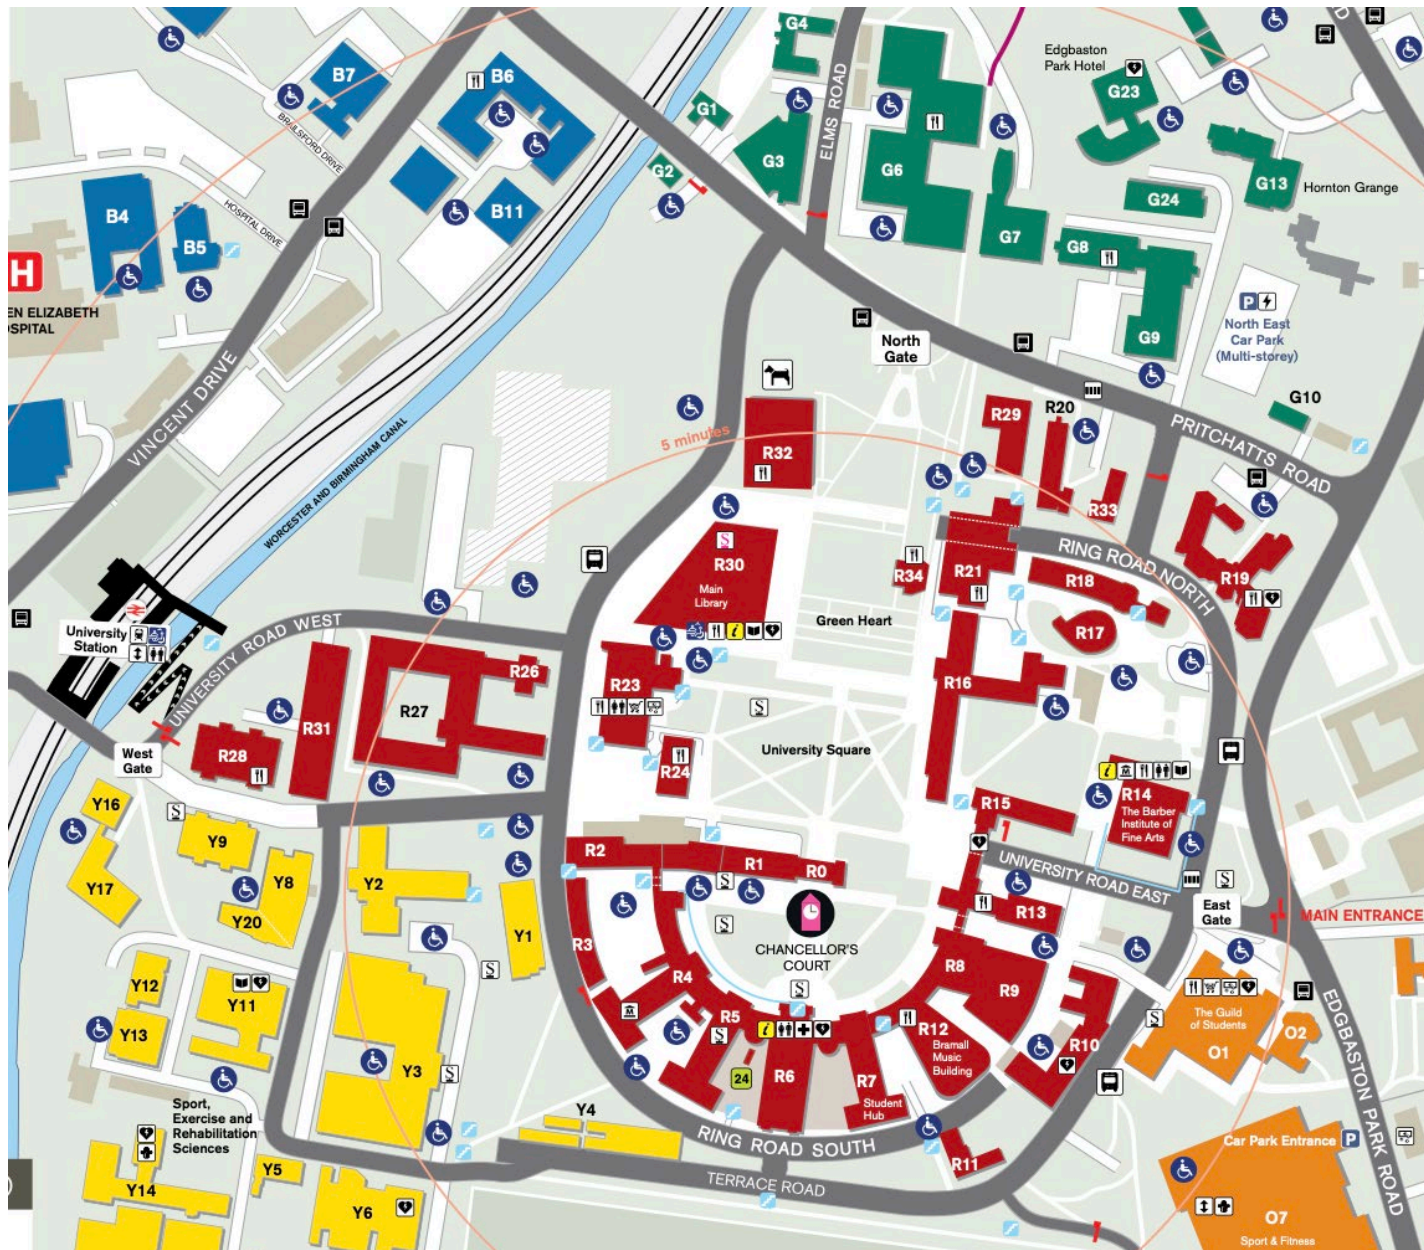 G4
B7
B6
ELMS ROAD
Edgbaston
Park Hotel
G23
G1
BRAILSFORD DRIVE
G3
G2
G6
G13
Hornton Grange
G24
B4
HOSPITAL DRIVE
B11
B5
G7
G8
H
EN ELIZABETH
OSPITAL
P
North East
Car Park
(Multi-storey)
North
Gate
G9
VINCENT DRIVE
G10
R29
R20
PRITCHATTS ROAD
5 minutes
R32
WORCESTER AND BIRMINGHAM CANAL
R33
RING ROAD NORTH
R30
Main
Library
R34
R21
R18
R19
University
Station
UNIVERSITY ROAD WEST
Green Heart
R17
i
R26
R23
R16
R27
R31
West
Gate
R28
University Square
R24
i
R14
The Barber
Institute of
Fine Arts
R15
Y16
Y9
R2
R1
R0
UNIVERSITY ROAD EAST
Y17
Y8
Y2
Y20
R13
East
Gate
MAIN ENTRANCE
Y1
R3
CHANCELLOR'S
COURT
R4
R8
R9
Y12
Y11
Y13
R5
i
R12
Bramall
Music
Building
R10
The Guild
of Students
O1
O2
EDGBASTON PARK ROAD
Y3
24
R6
R7
Student
Hub
Sport,
Exercise and
Rehabilitation
Sciences
Y4
RING ROAD SOUTH
Car Park Entrance
P
R11
Y5
Y14
TERRACE ROAD
Y6
O7
Sport & Fitness